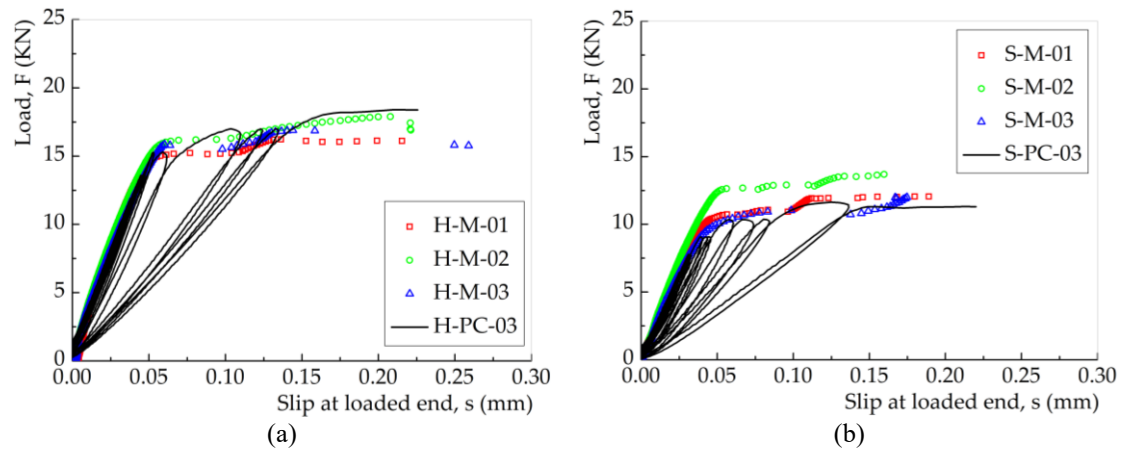 25
20
15
10
5
0
Load, F (KN)
H-M-01
H-M-02
H-M-03
H-PC-03
0.00 0.05 0.10 0.15 0.20 0.25 0.30
Slip at loaded end, s (mm)
(a)
25
20
15
10
5
0
Load, F (KN)
S-M-01
S-M-02
S-M-03
S-PC-03
0.00 0.05 0.10 0.15 0.20 0.25 0.30
Slip at loaded end, s (mm)
(b)